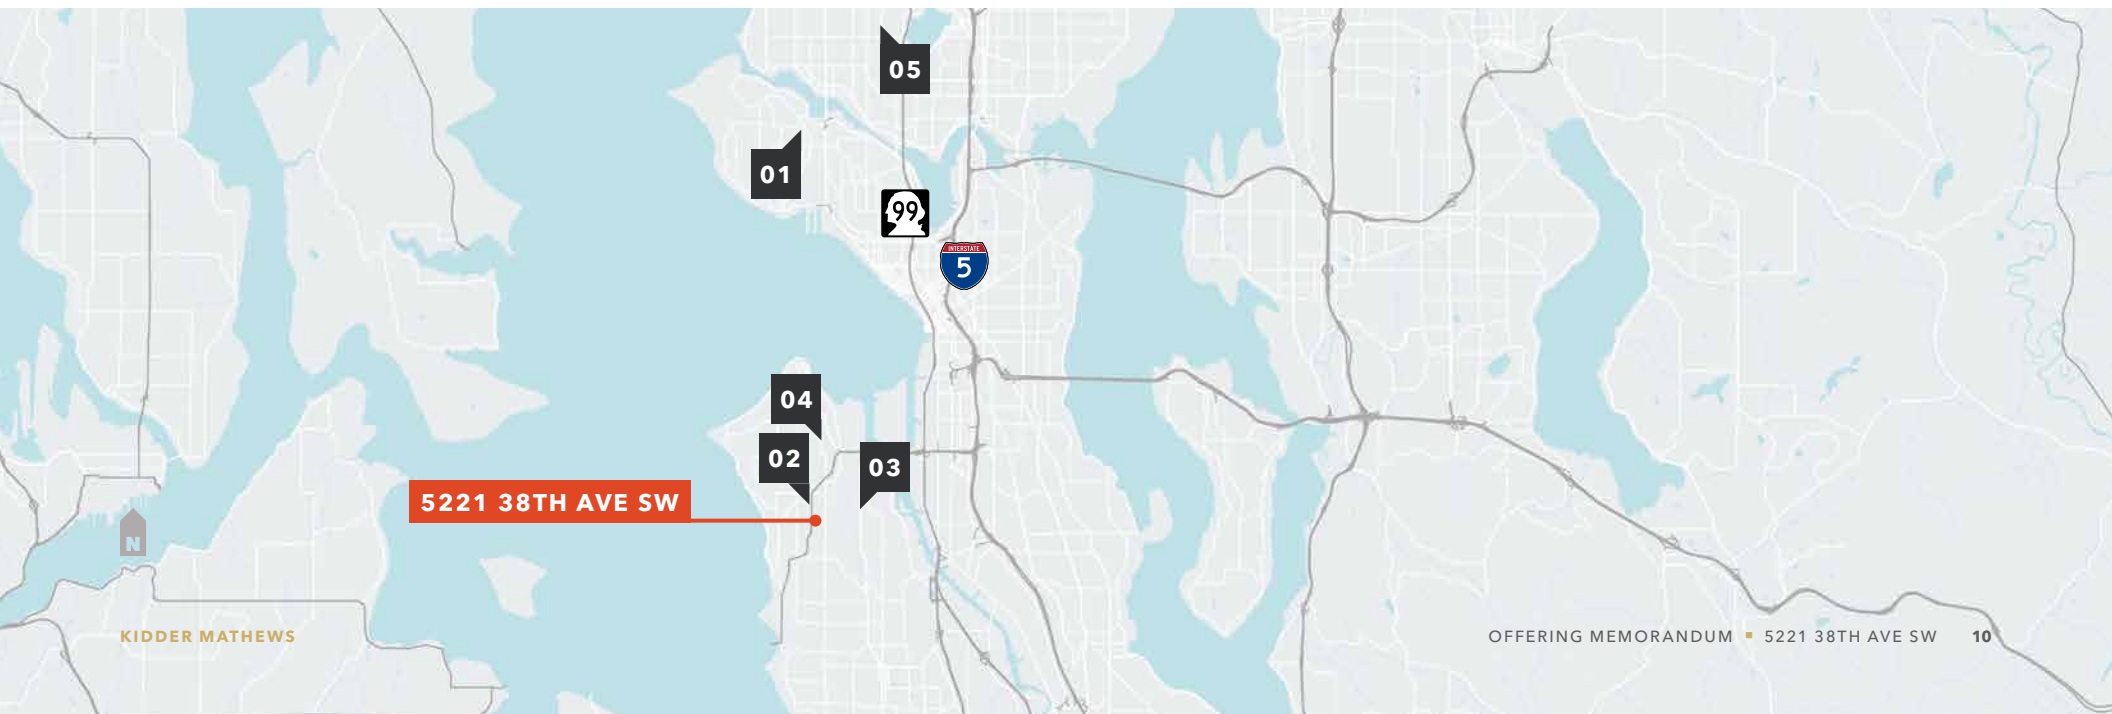 05
01
99
INTERSTATE
5
04
02
03
5221 38TH AVE SW
N
KIDDER MATHEWS
OFFERING MEMORANDUM ▪ 5221 38TH AVE SW 10